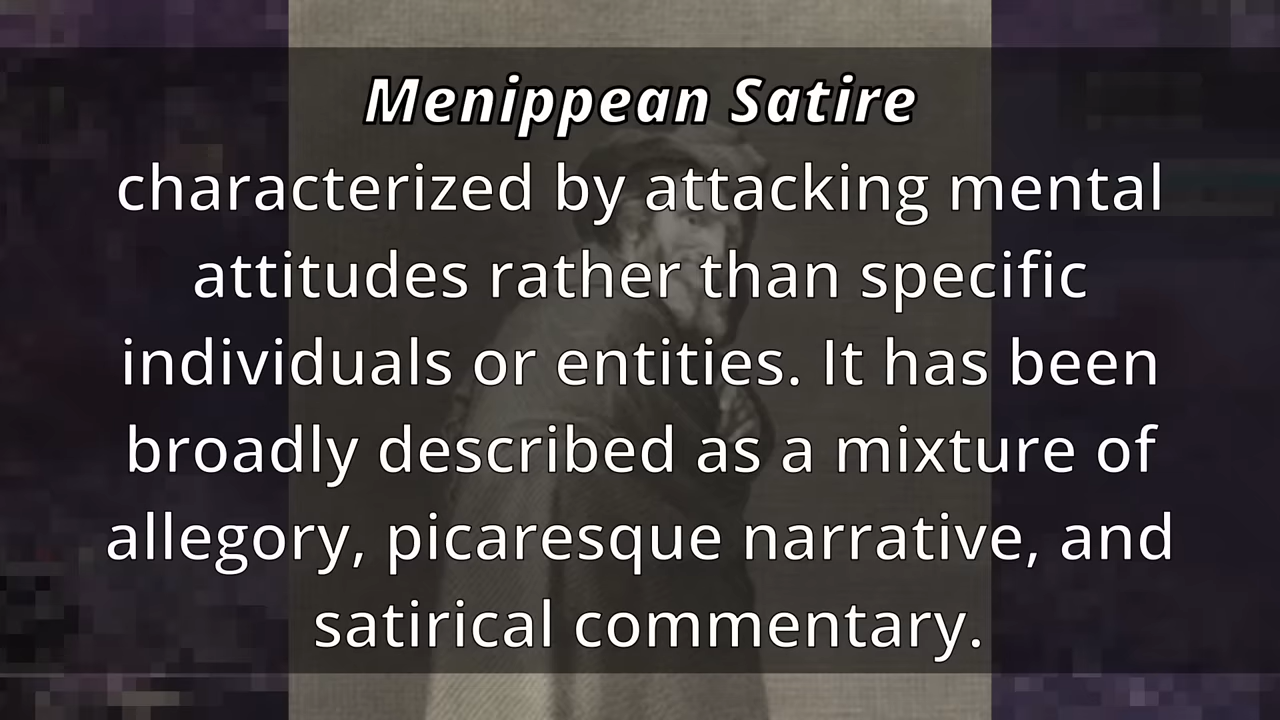 Menippean Satire
characterized by attacking mental
attitudes rather than specific
individuals or entities. It has been
broadly described as a mixture of
allegory, picaresque narrative, and
satirical commentary.